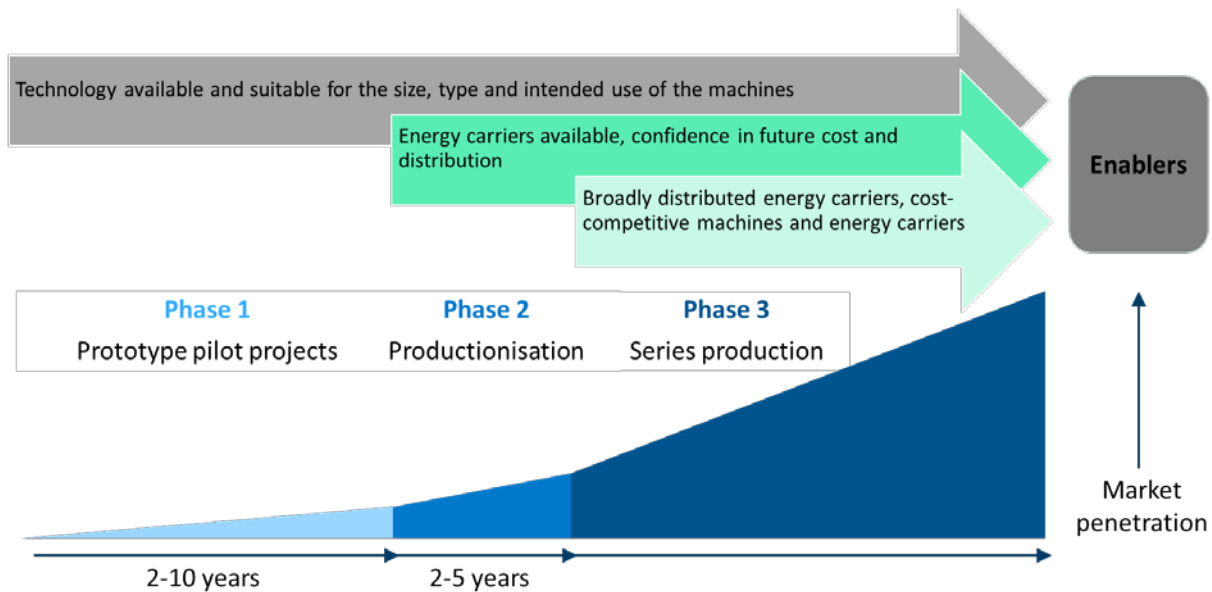 Technology available and suitable for the size, type and intended use of the machines
Energy carriers available, confidence in future cost and
distribution
Broadly distributed energy carriers, cost-
competitive machines and energy carriers
Enablers
Phase 1
Phase 2
Phase 3
Prototype pilot projects
Productionisation
Series production
Market
penetration
2-10 years
2-5 years